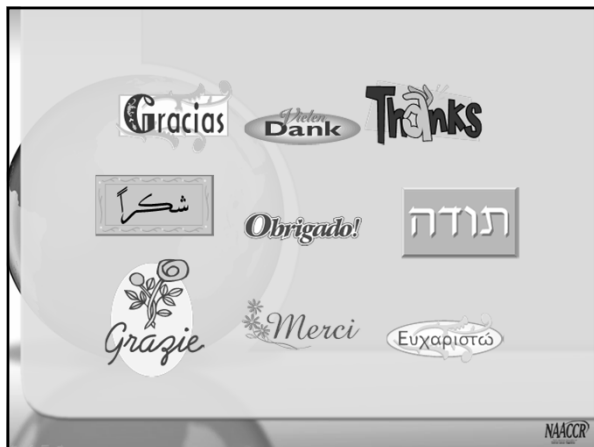 Gracias
Vielen
Dank
Thanks
شكراً
Obrigado!
תודה
Grazie
Merci
Ευχαριστώ
NAACCR